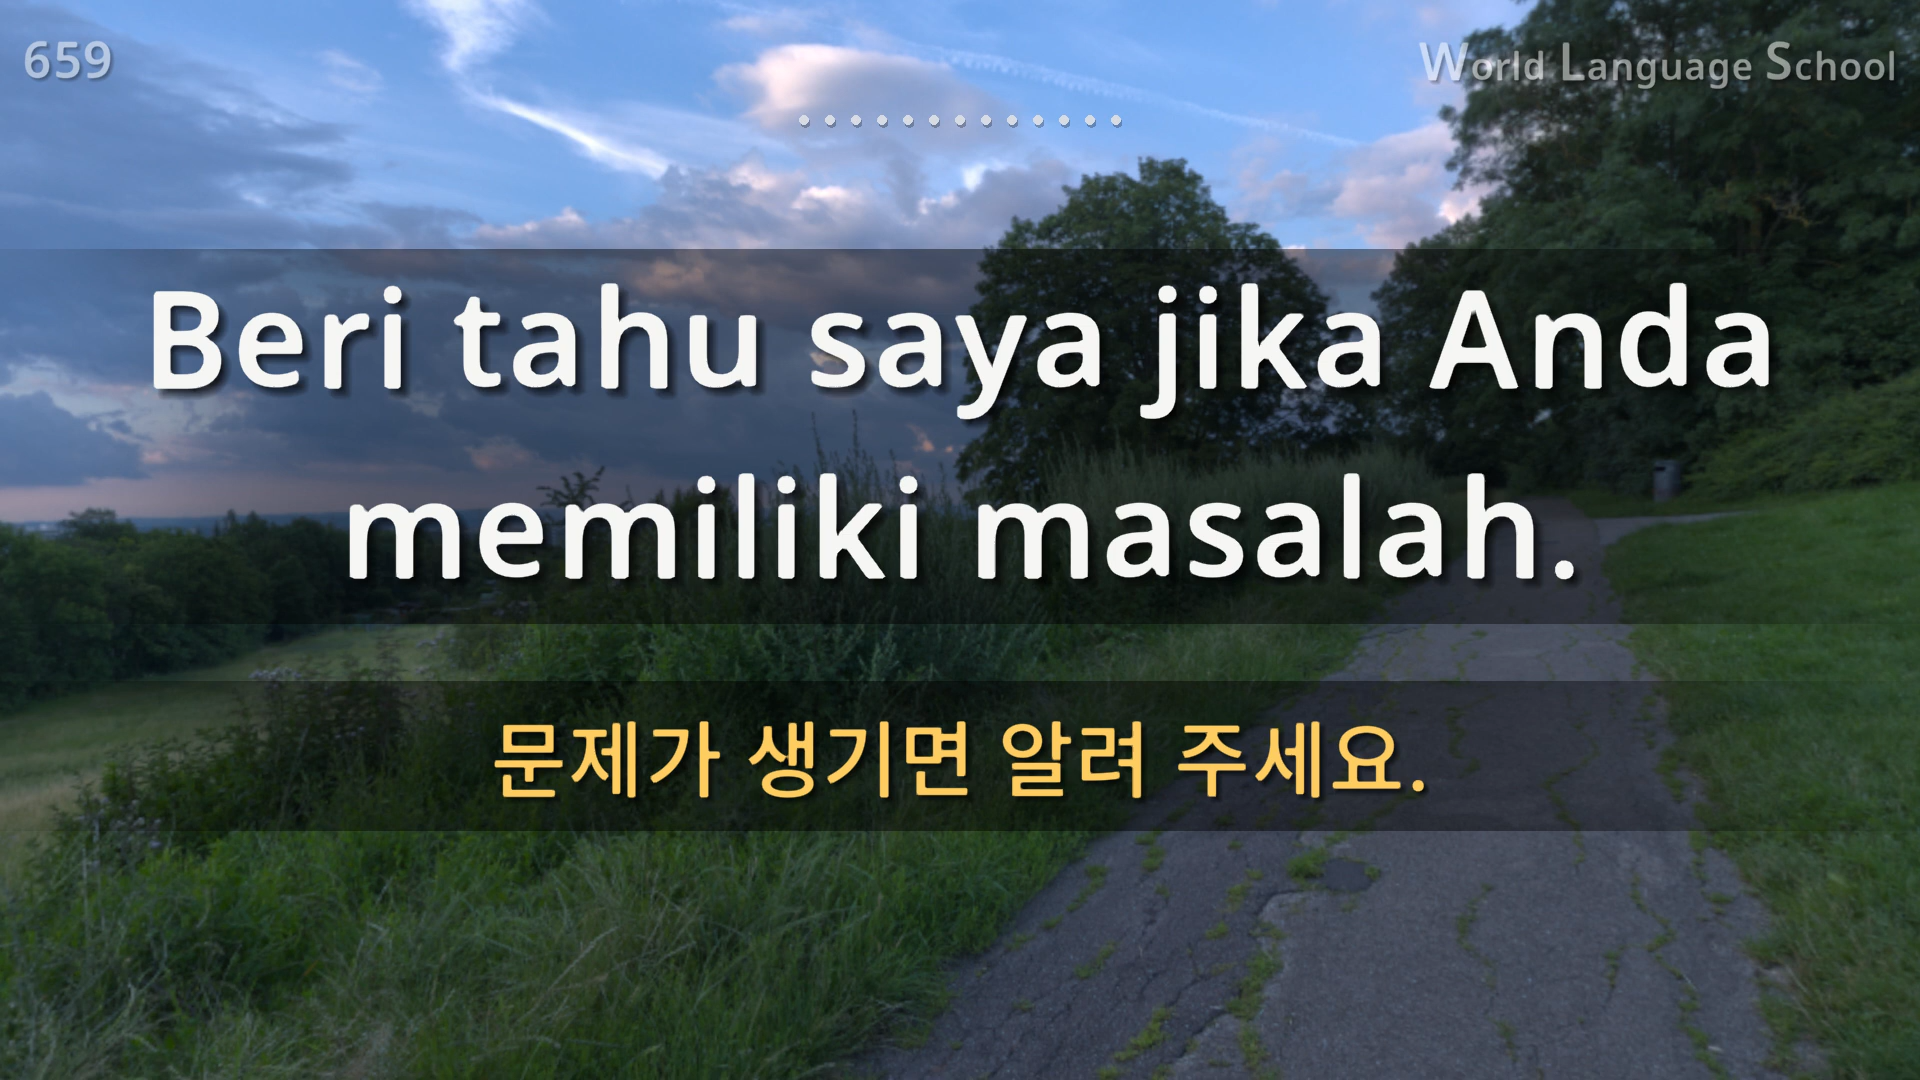 659
World Language School
Beri tahu saya jika Anda
memiliki masalah.
문제가 생기면 알려 주세요.